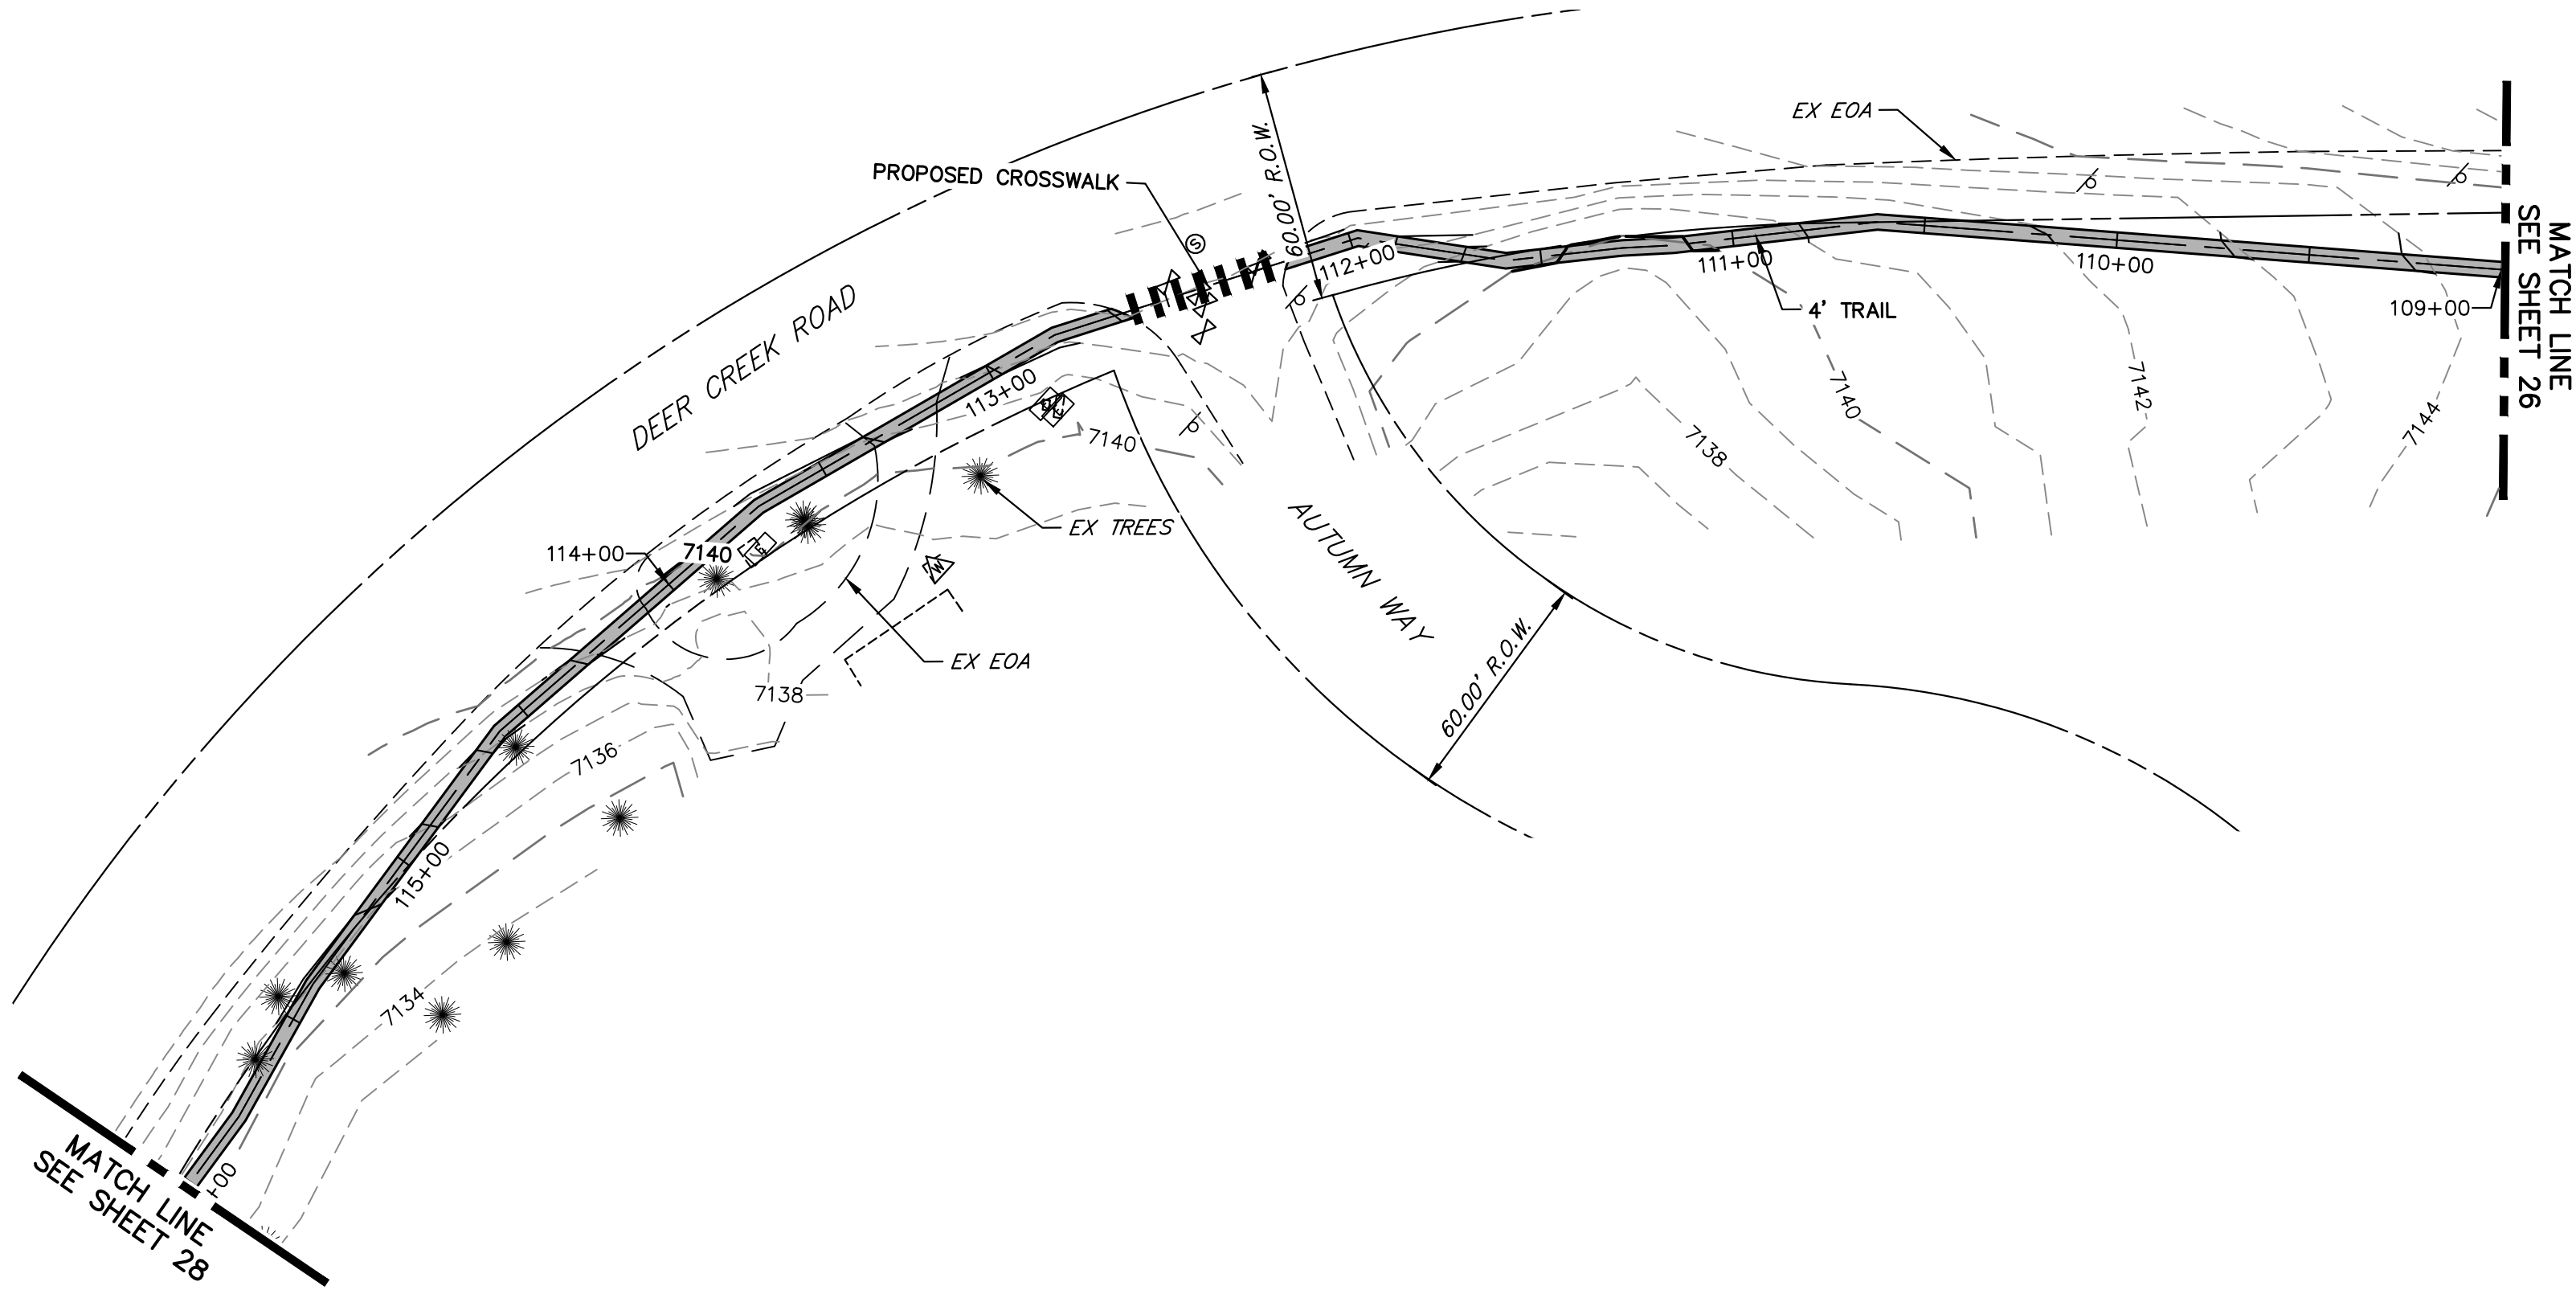 EX EOA
60.00' R.O.W.
PROPOSED CROSSWALK
S
MATCH LINE
SEE SHEET 26
112+00
111+00
110+00
109+00
4' TRAIL
DEER CREEK ROAD
113+00
7140
7142
7144
7138
7140
EX TREES
AUTUMN WAY
114+00
7140
E
W
EX EOA
60.00' R.O.W.
7138
7136
115+00
7134
+00
MATCH LINE
SEE SHEET 28